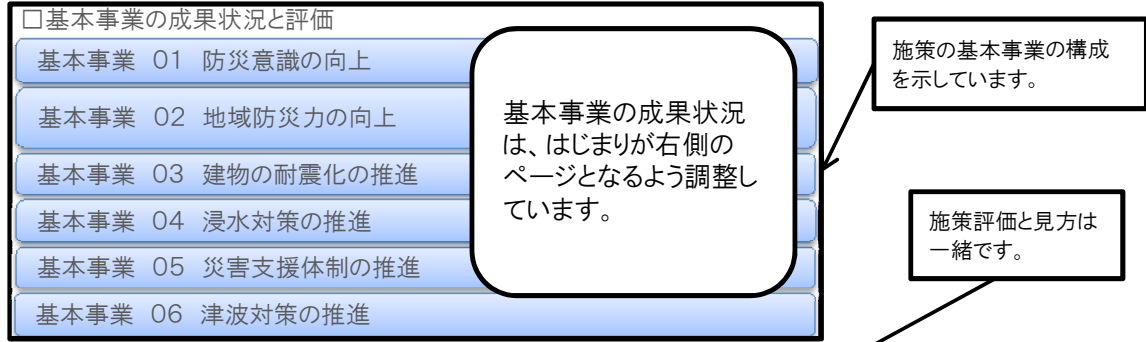 □基本事業の成果状況と評価
基本事業 01 防災意識の向上
基本事業 02 地域防災力の向上
基本事業 03 建物の耐震化の推進
基本事業 04 浸水対策の推進
基本事業 05 災害支援体制の推進
基本事業 06 津波対策の推進
基本事業の成果状況
は、はじまりが右側の
ページとなるよう調整し
ています。
施策の基本事業の構成
を示しています。
施策評価と見方は
一緒です。